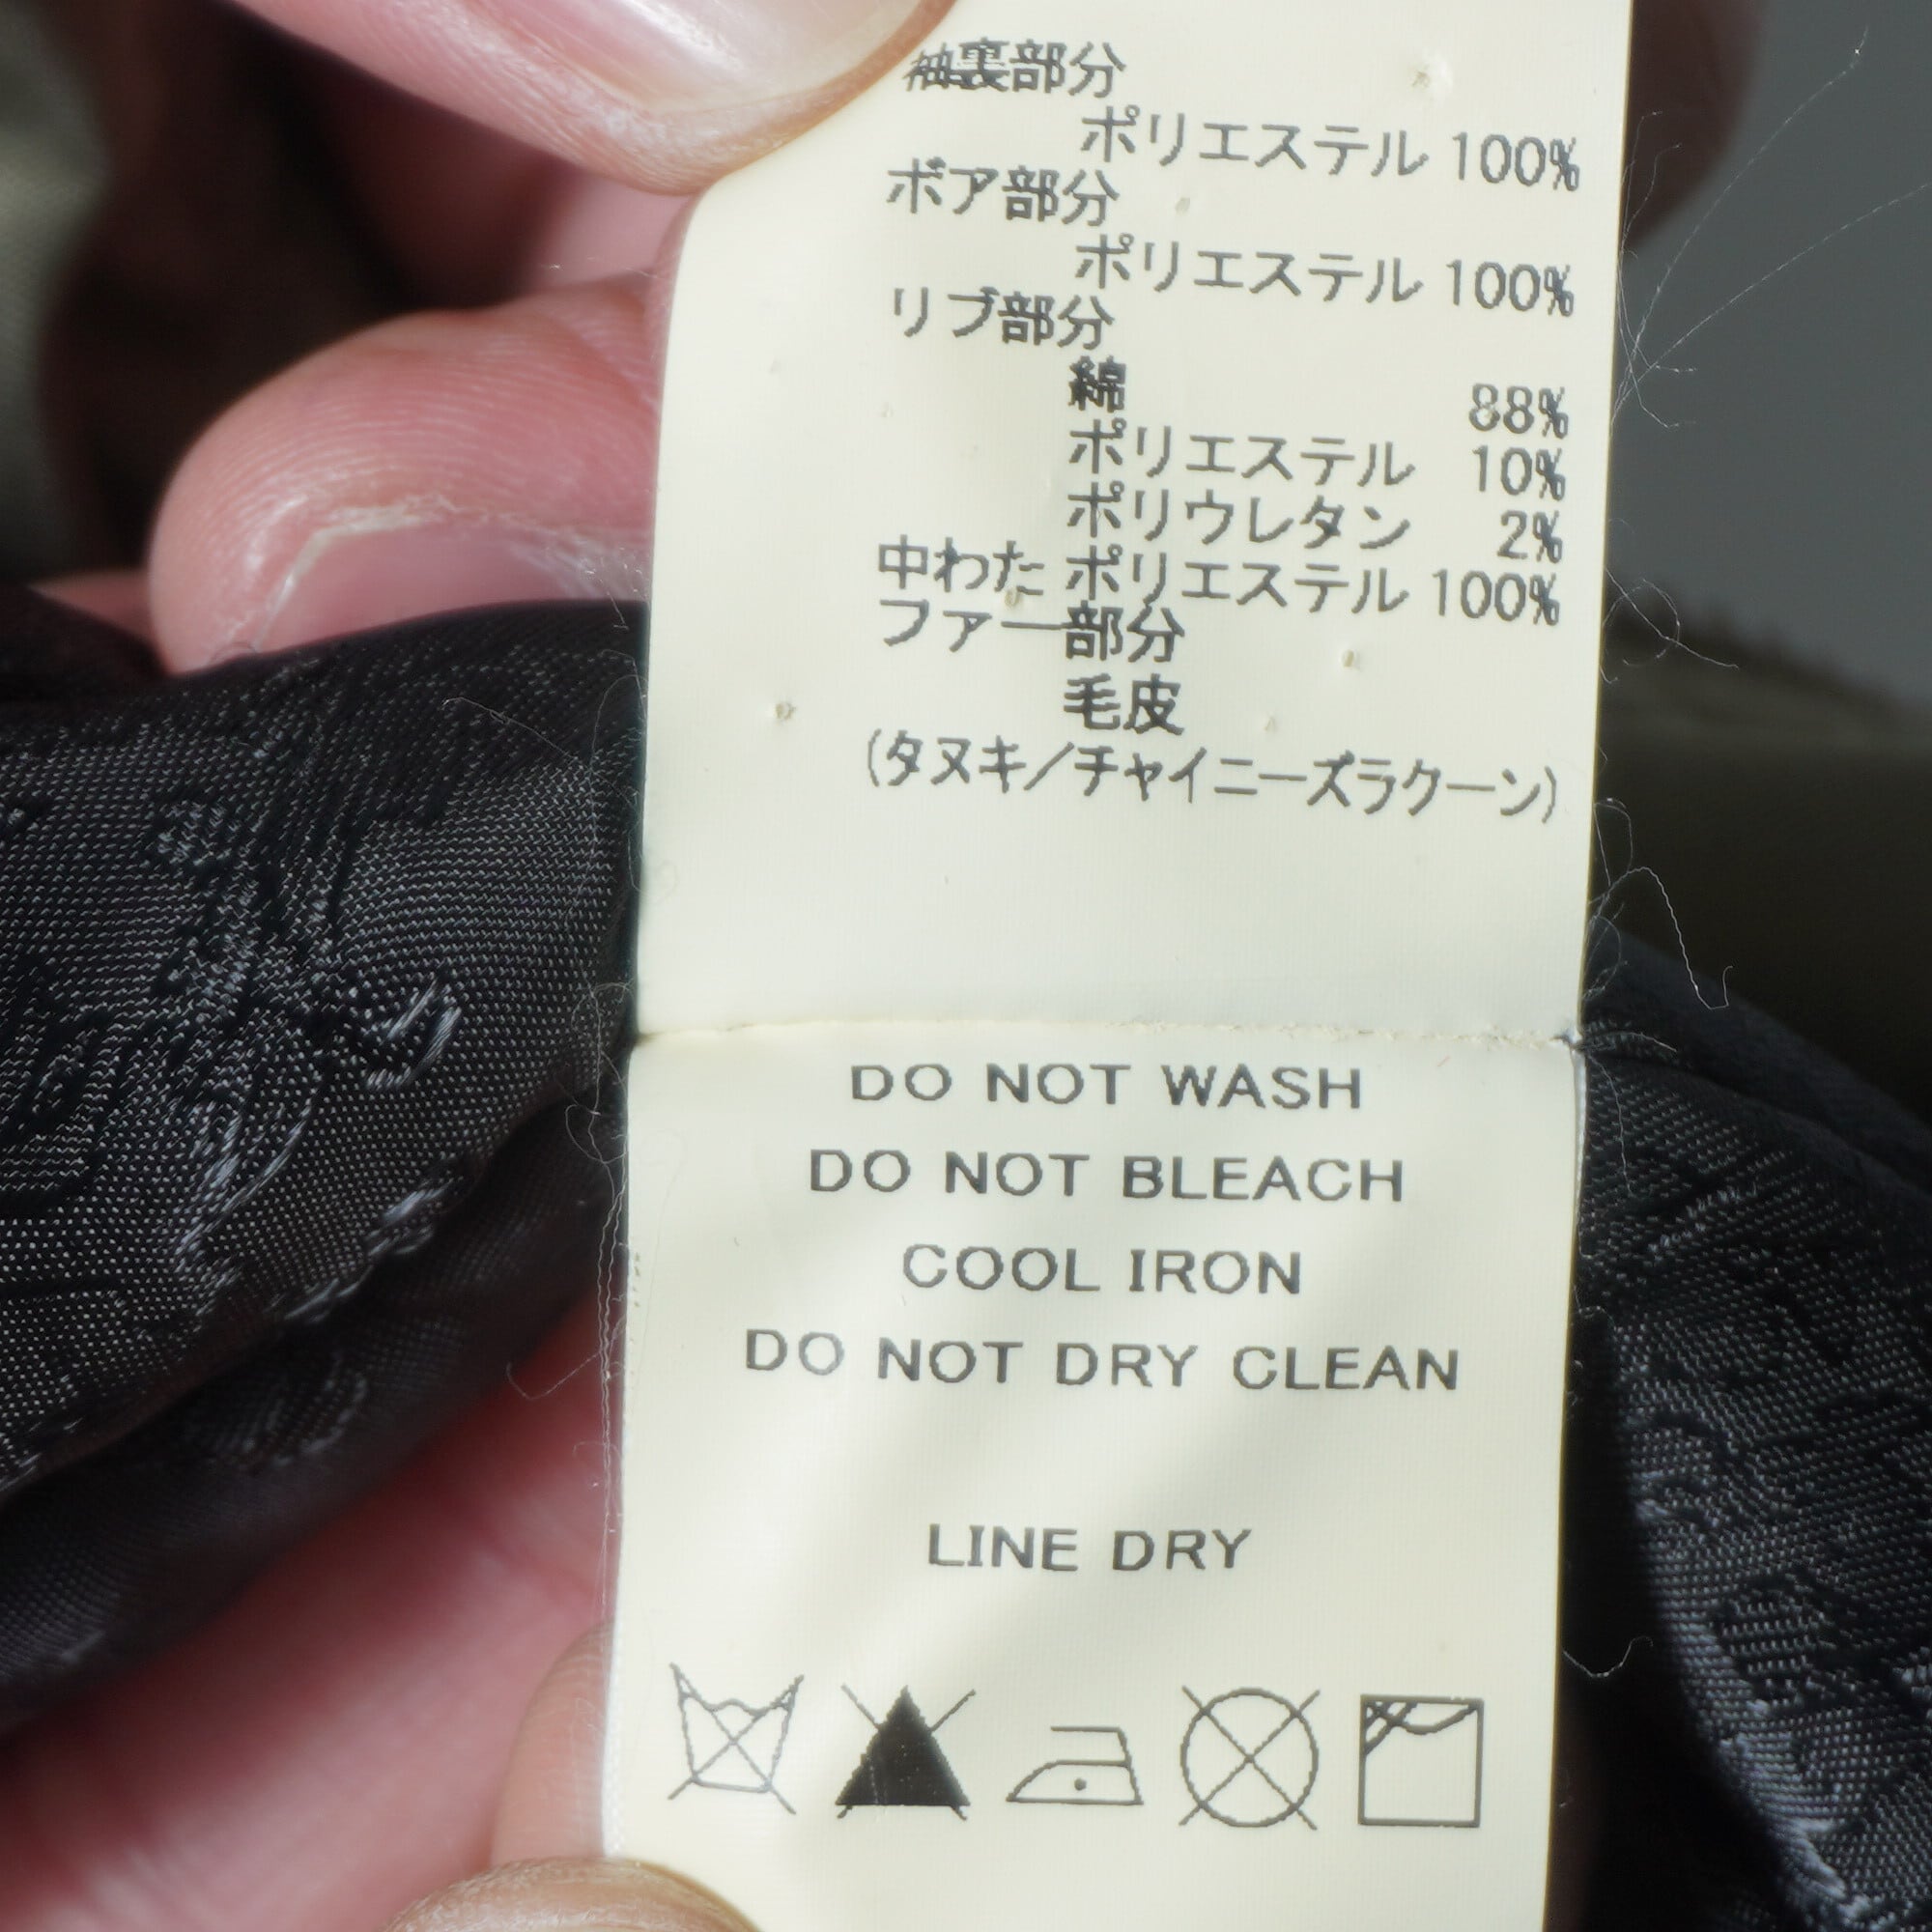 袖裏部分
ポリエステル 100%
ボア部分
ポリエステル 100%
リブ部分
綿 88%
ポリエステル 10%
ポリウレタン 2%
中わた ポリエステル 100%
ファー部分
毛皮
(タヌキ/チャイニーズラクーン)
DO NOT WASH
DO NOT BLEACH
COOL IRON
DO NOT DRY CLEAN
LINE DRY